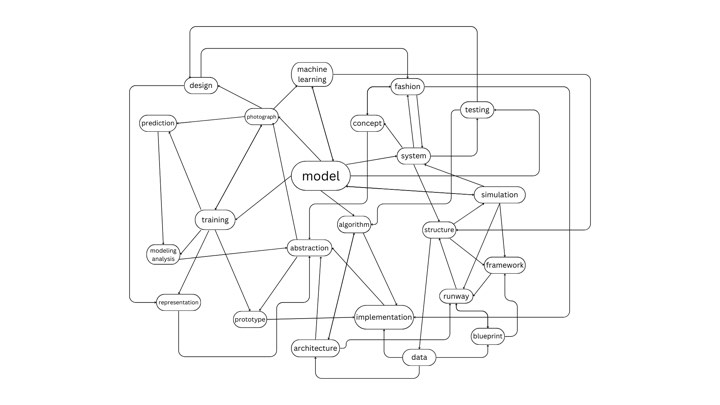 machine
learning
design
fashion
testing
photograph
prediction
concept
system
model
simulation
training
algorithm
structure
abstraction
modeling
analysis
framework
runway
representation
prototype
implementation
blueprint
architecture
data